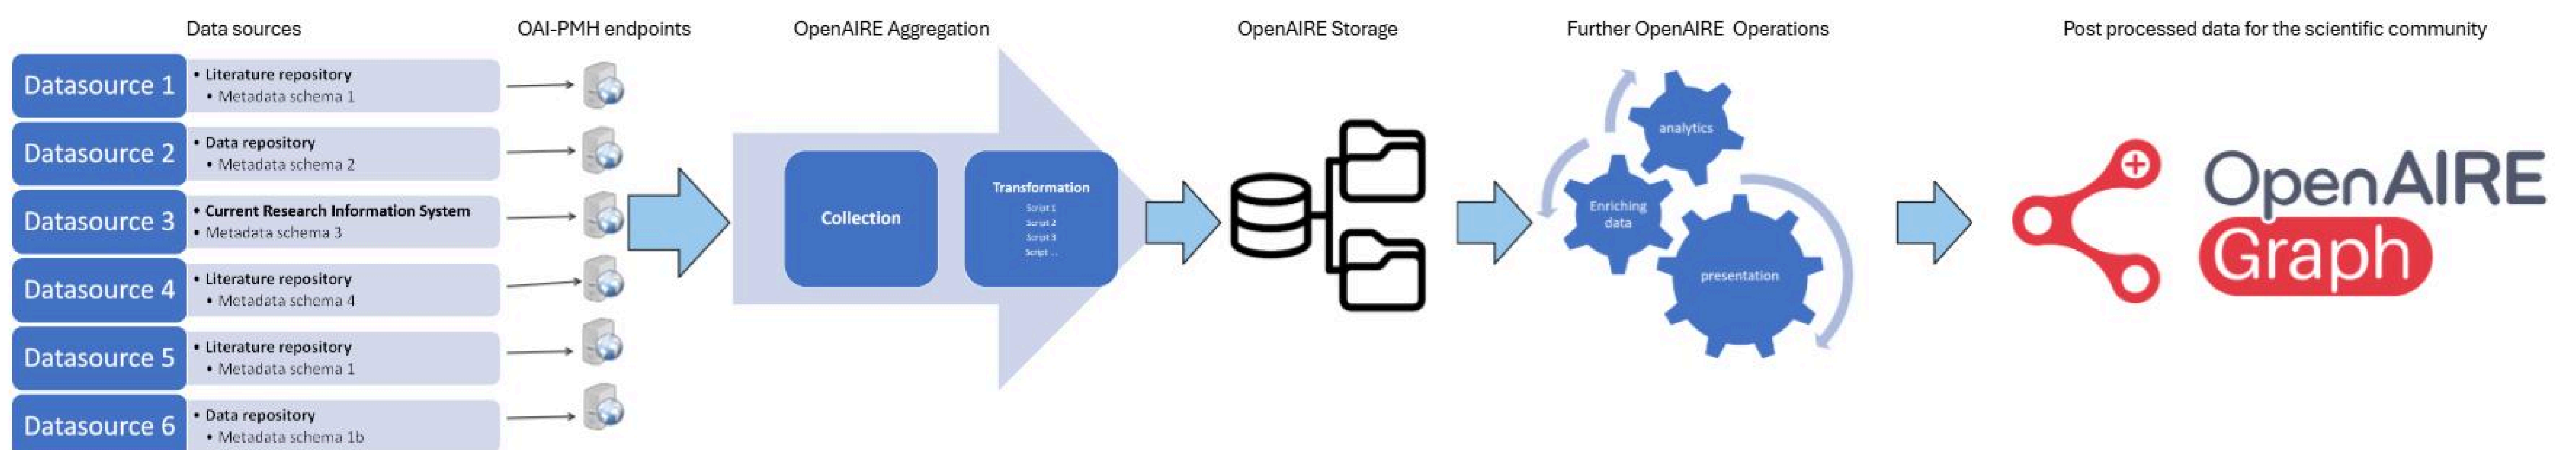 Data sources
OAI-PMH endpoints
OpenAIRE Aggregation
OpenAIRE Storage
Further OpenAIRE Operations
Post processed data for the scientific community
Datasource 1
• Literature repository
• Metadata schema 1
Datasource 2
• Data repository
• Metadata schema 2
Datasource 3
• Current Research Information System
• Metadata schema 3
Datasource 4
• Literature repository
• Metadata schema 4
Datasource 5
• Literature repository
• Metadata schema 1
Datasource 6
• Data repository
• Metadata schema 1b
Collection
Transformation
Script 1
Script 2
Script 3
Script ...
analytics
Enriching
data
presentation
OpenAIRE
Graph